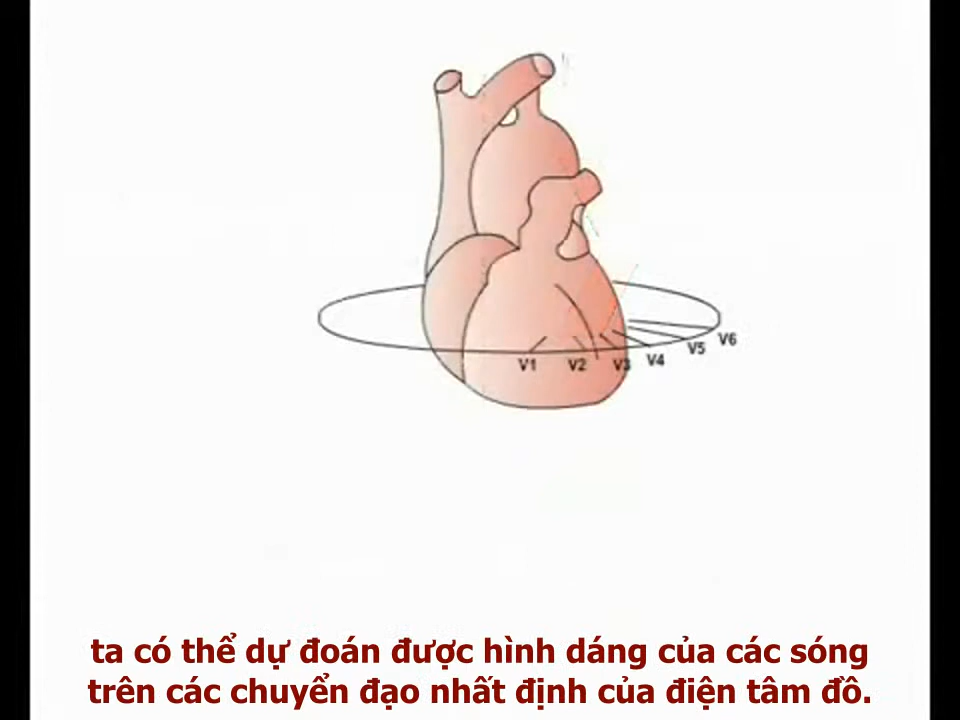 V1
V2
V3
V4
V5
V6
ta có thể dự đoán được hình dáng của các sóng
trên các chuyển đạo nhất định của điện tâm đồ.